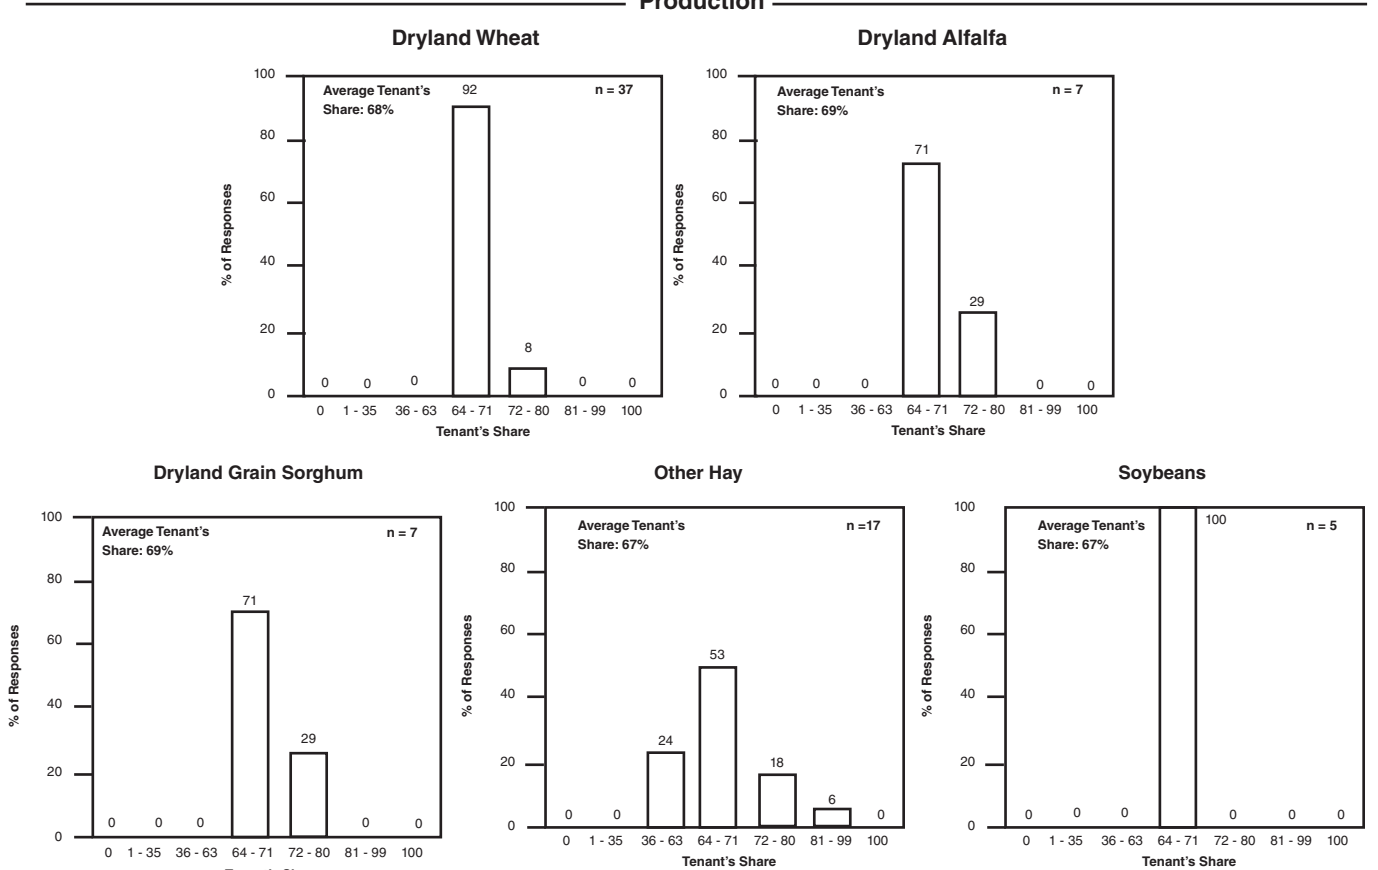 Production
Dryland Wheat
100
80
60
40
20
0
% of Responses
Average Tenant's
Share: 68%
n = 37
92
8
0 0 0 0 0
0 1 - 35 36 - 63 64 - 71 72 - 80 81 - 99 100
Tenant's Share
Dryland Alfalfa
100
80
60
40
20
0
% of Responses
Average Tenant's
Share: 69%
n = 7
71
29
0 0 0 0 0
0 1 - 35 36 - 63 64 - 71 72 - 80 81 - 99 100
Tenant's Share
Dryland Grain Sorghum
100
80
60
40
20
0
% of Responses
Average Tenant's
Share: 69%
n = 7
71
29
0 0 0 0 0
0 1 - 35 36 - 63 64 - 71 72 - 80 81 - 99 100
Other Hay
100
80
60
40
20
0
% of Responses
Average Tenant's
Share: 67%
n =17
53
24
18
6
0 0 0
0 1 - 35 36 - 63 64 - 71 72 - 80 81 - 99 100
Tenant's Share
Soybeans
100
80
60
40
20
0
% of Responses
Average Tenant's
Share: 67%
n = 5
100
0 0 0 0 0 0
0 1 - 35 36 - 63 64 - 71 72 - 80 81 - 99 100
Tenant's Share